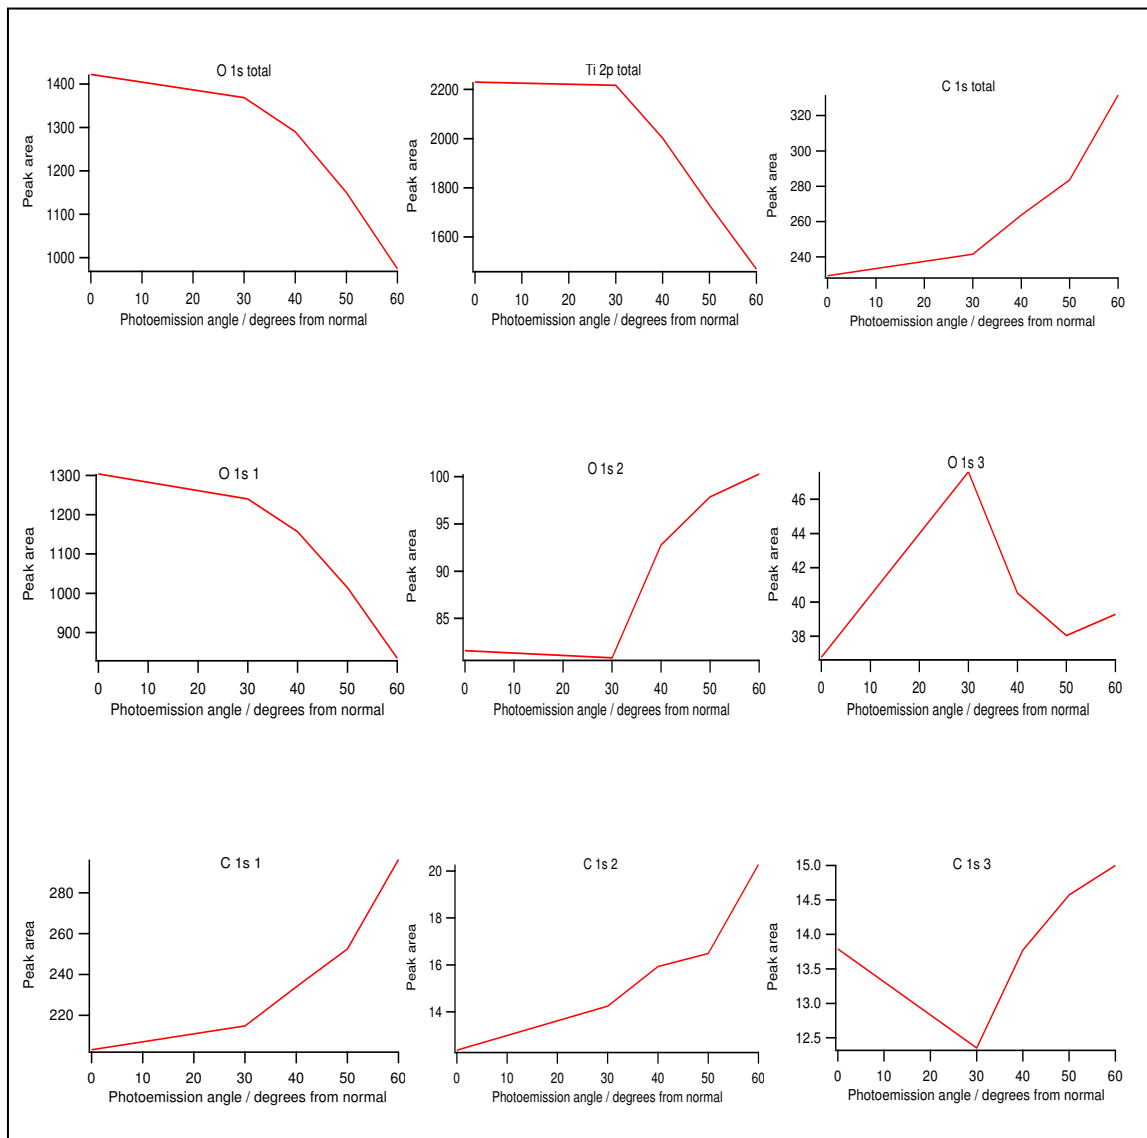 O 1s total
1400
1300
1200
1100
1000
Peak area
0 10 20 30 40 50 60
Photoemission angle / degrees from normal
Ti 2p total
2200
2000
1800
1600
Peak area
0 10 20 30 40 50 60
Photoemission angle / degrees from normal
C 1s total
320
300
280
260
240
Peak area
0 10 20 30 40 50 60
Photoemission angle / degrees from normal
O 1s 1
1300
1200
1100
1000
900
Peak area
0 10 20 30 40 50 60
Photoemission angle / degrees from normal
O 1s 2
100
95
90
85
Peak area
0 10 20 30 40 50 60
Photoemission angle / degrees from normal
O 1s 3
46
44
42
40
38
Peak area
0 10 20 30 40 50 60
Photoemission angle / degrees from normal
C 1s 1
280
260
240
220
Peak area
0 10 20 30 40 50 60
Photoemission angle / degrees from normal
C 1s 2
20
18
16
14
Peak area
0 10 20 30 40 50 60
Photoemission angle / degrees from normal
C 1s 3
15.0
14.5
14.0
13.5
13.0
12.5
Peak area
0 10 20 30 40 50 60
Photoemission angle / degrees from normal